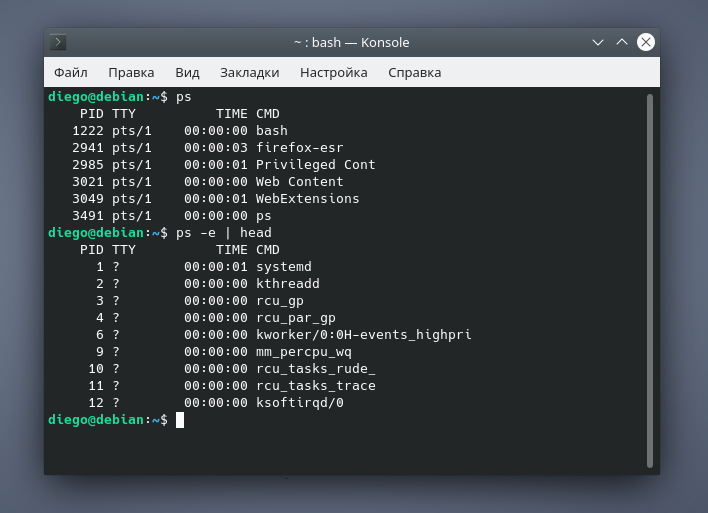 ~ : bash — Konsole
Файл Правка Вид Закладки Настройка Справка
diego@debian:~$ ps
    PID TTY          TIME CMD
   1222 pts/1    00:00:00 bash
   2941 pts/1    00:00:03 firefox-esr
   2985 pts/1    00:00:01 Privileged Cont
   3021 pts/1    00:00:00 Web Content
   3049 pts/1    00:00:01 WebExtensions
   3491 pts/1    00:00:00 ps
diego@debian:~$ ps -e | head
    PID TTY          TIME CMD
      1 ?        00:00:01 systemd
      2 ?        00:00:00 kthreadd
      3 ?        00:00:00 rcu_gp
      4 ?        00:00:00 rcu_par_gp
      6 ?        00:00:00 kworker/0:0H-events_highpri
      9 ?        00:00:00 mm_percpu_wq
     10 ?        00:00:00 rcu_tasks_rude_
     11 ?        00:00:00 rcu_tasks_trace
     12 ?        00:00:00 ksoftirqd/0
diego@debian:~$